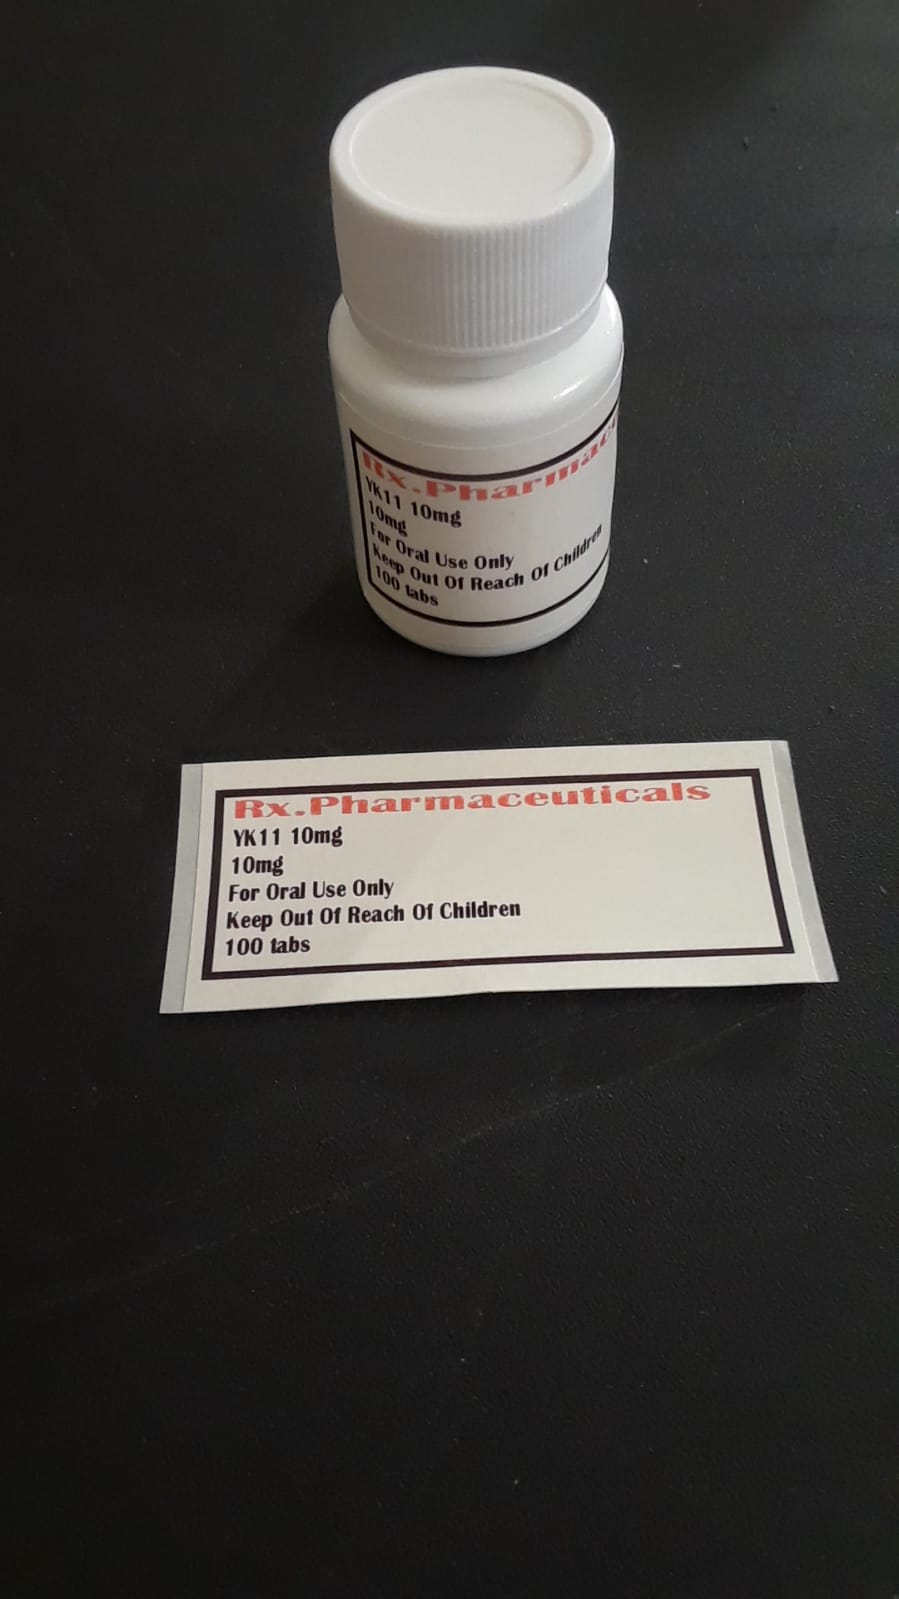 Rx.Pharmaceu
YK11 10mg
10mg
For Oral Use Only
Keep Out Of Reach Of Children
100 tabs
Rx.Pharmaceuticals
YK11 10mg
10mg
For Oral Use Only
Keep Out Of Reach Of Children
100 tabs